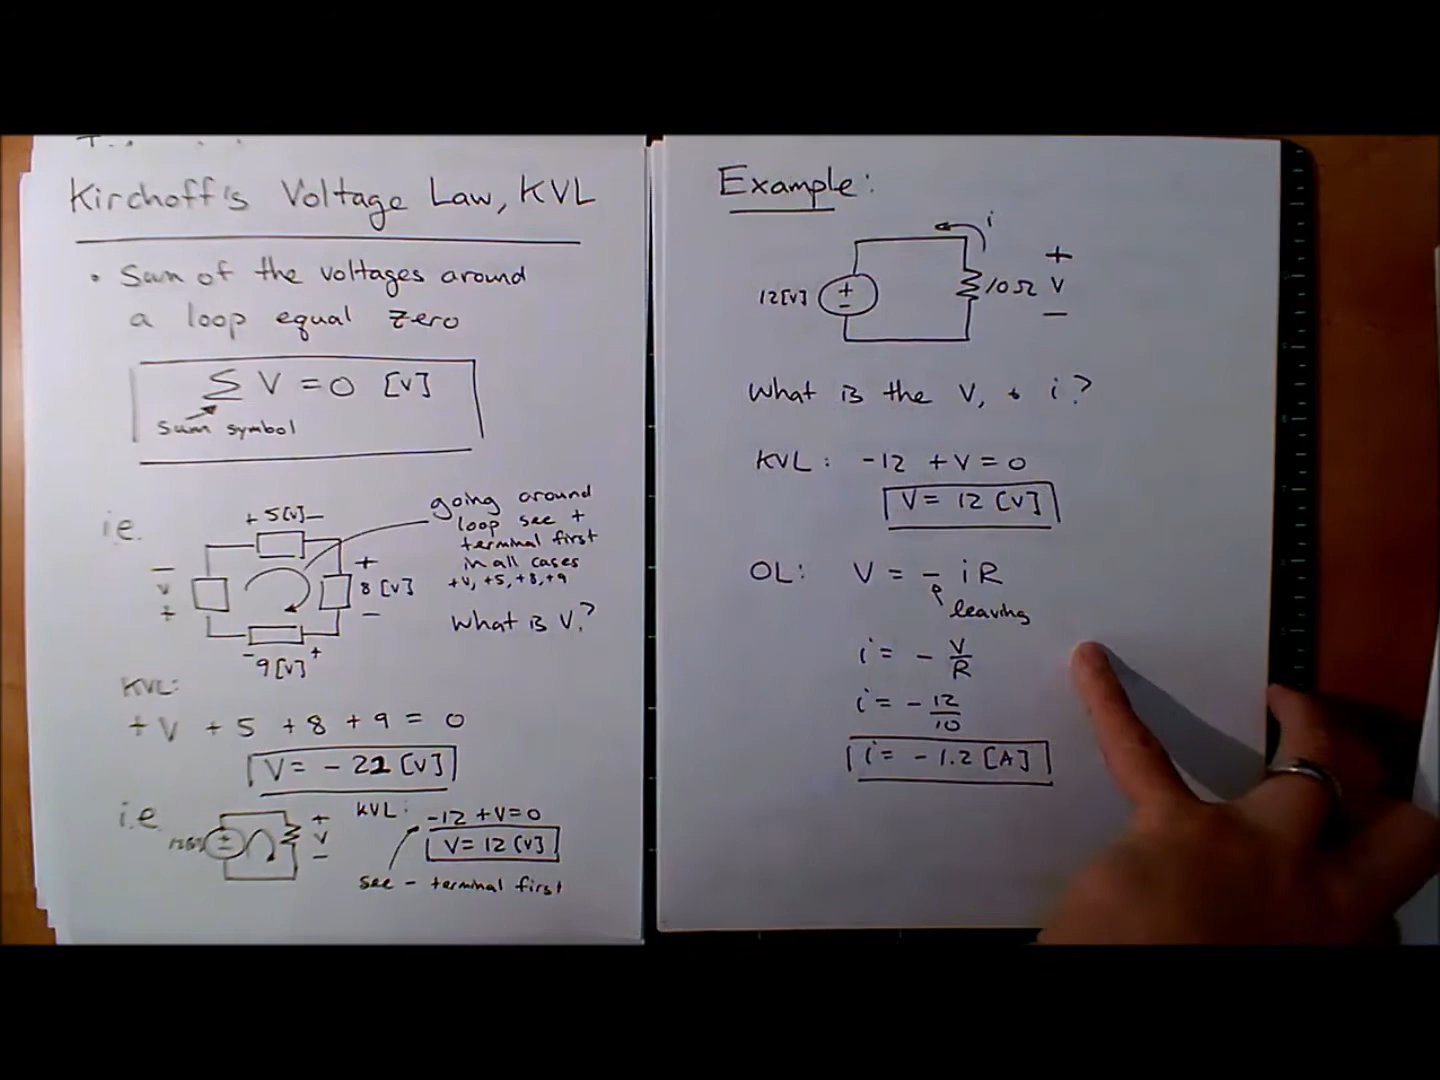 Kirchoff's Voltage Law, KVL
• Sum of the voltages around
a loop equal zero
Σ V = 0 [V]
sum symbol
i.e.
+ 5[V] -
- V +
+ 8 [V] -
- 9[V] +
going around
loop see +
terminal first
in all cases
+V, +5, +8, +9
What is V?
KVL:
+ V + 5 + 8 + 9 = 0
V = - 22 [V]
i.e
+ -
+ V -
KVL:
-12 + V = 0
V = 12 [V]
see - terminal first
Example:
i
12[V]
+ -
10Ω
+ V -
What is the V, + i?
KVL: -12 + V = 0
V = 12 [V]
OL: V = - iR
leaving
i = - V/R
i = - 12/10
i = - 1.2 [A]